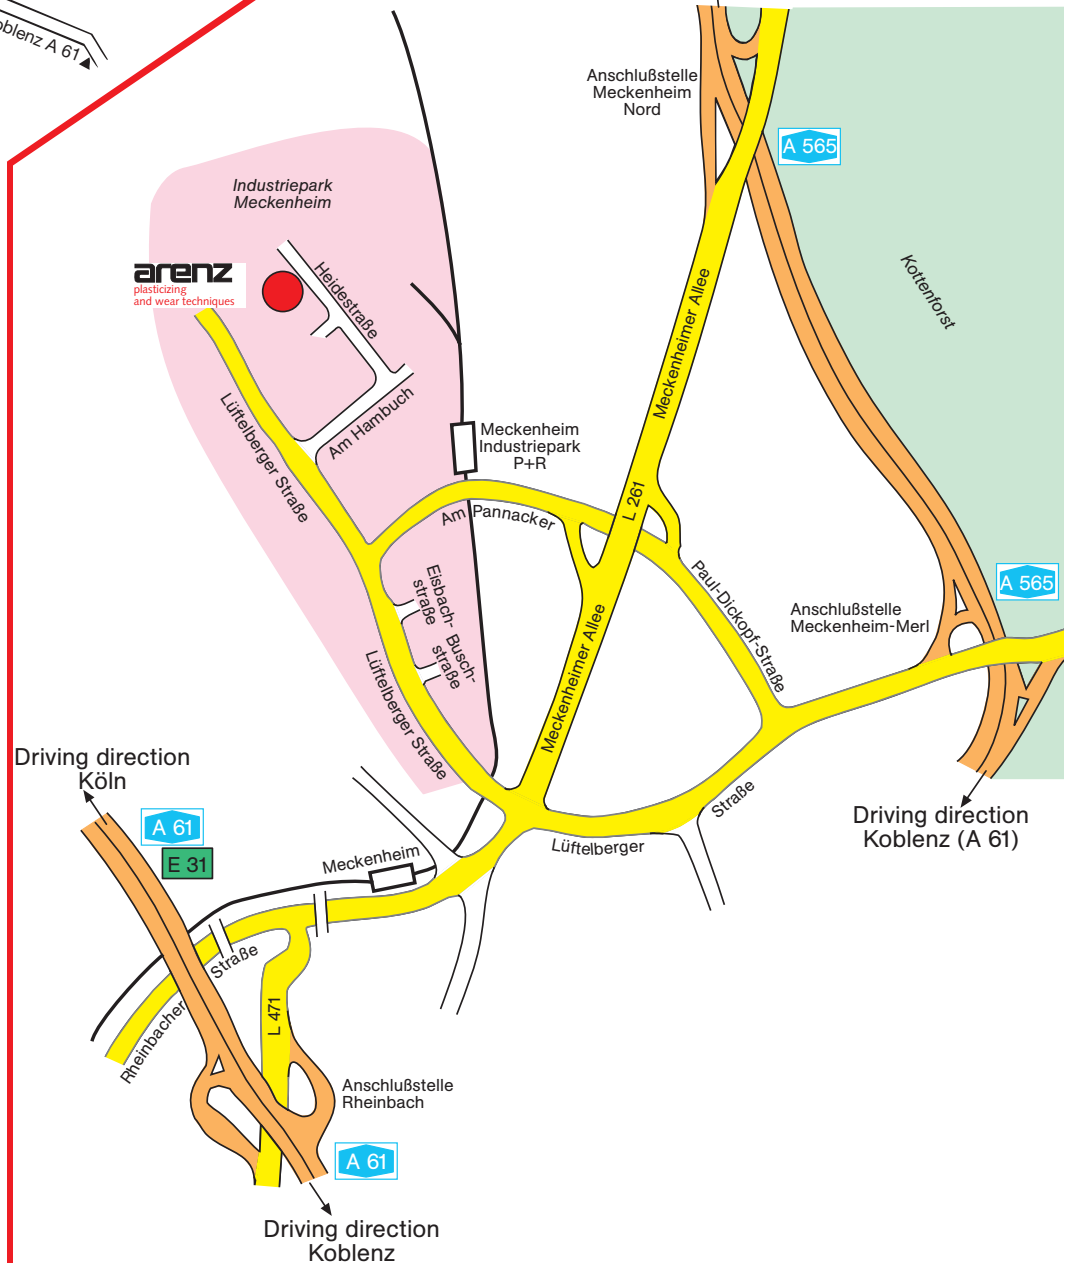 Koblenz A 61
Anschlußstelle
Meckenheim
Nord
A 565
Industriepark
Meckenheim
arenz
plasticizing
and wear techniques
Heidestraße
Kottenforst
Meckenheimer Allee
Lüftelberger Straße
Am Hambuch
Meckenheim
Industriepark
P+R
L 261
Am Pannacker
Paul-Dickopf-Straße
A 565
Eisbach-
straße
Anschlußstelle
Meckenheim-Merl
Busch-
straße
Meckenheimer Allee
Lüftelberger Straße
Driving direction
Köln
A 61
E 31
Driving direction
Koblenz (A 61)
Lüftelberger
Straße
Meckenheim
Rheinbacher
Straße
L 471
Anschlußstelle
Rheinbach
A 61
Driving direction
Koblenz